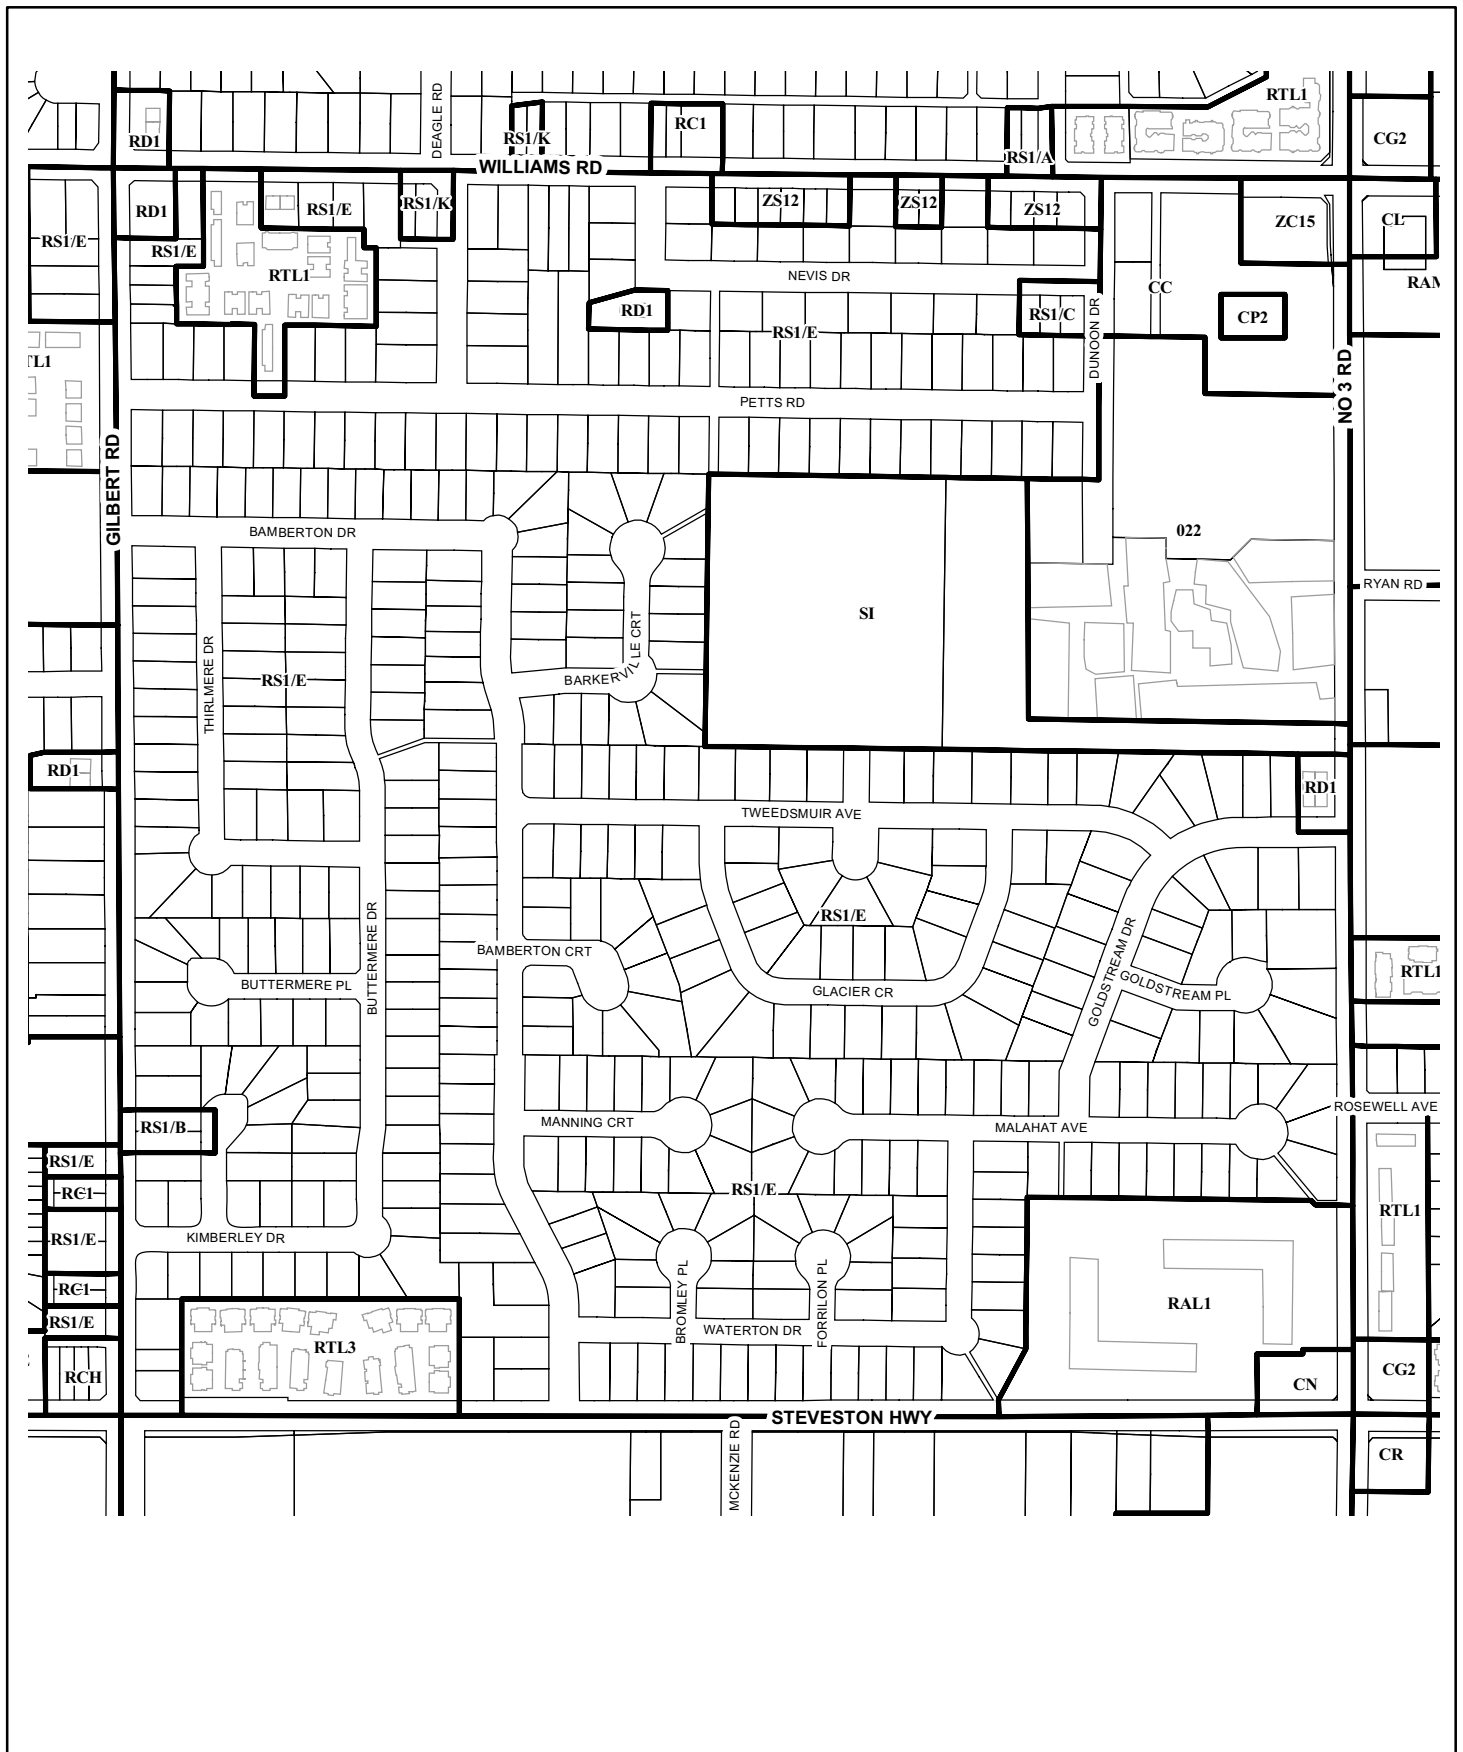 DEAGLE RD
RTL1
RC1
CG2
RD1
RS1/K
RS1/A
WILLIAMS RD
ZS12
ZS12
ZS12
RD1
RS1/E
RS1/K
ZC15
CL
RS1/E
RS1/E
RTL1
NEVIS DR
CC
RD1
RS1/C
CP2
RS1/E
DUNOON DR
NO 3 RD
PETTS RD
GILBERT RD
BAMBERTON DR
022
RYAN RD
SI
BARKERVILLE CRT
THIRLMERE DR
RS1/E
RD1
RD1
TWEEDSMUIR AVE
RS1/E
BUTTERMERE DR
BAMBERTON CRT
GOLDSTREAM DR
RTL1
BUTTERMERE PL
GLACIER CR
GOLDSTREAM PL
ROSEWELL AVE
RS1/B
MANNING CRT
MALAHAT AVE
RS1/E
RC1
RS1/E
RTL1
RS1/E
KIMBERLEY DR
RC1
BROMLEY PL
FORRILON PL
RAL1
RS1/E
WATERTON DR
RTL3
RCH
CN
CG2
STEVESTON HWY
MCKENZIE RD
CR